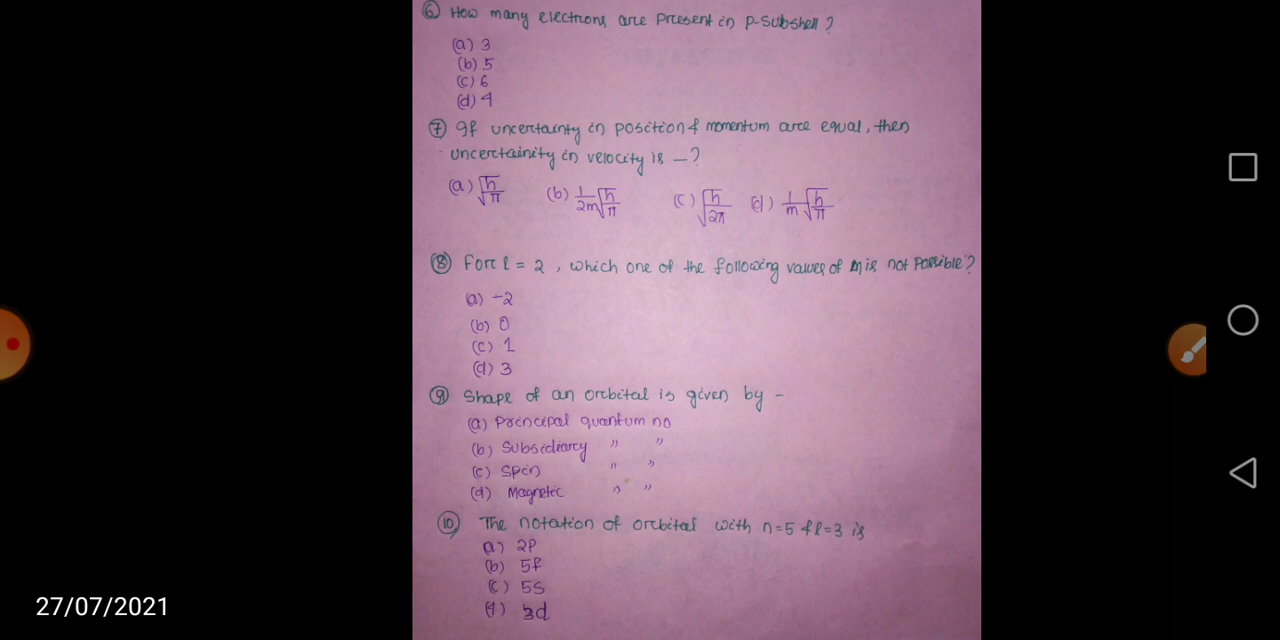 ⑥ How many electrons are present in p-subshell ?
(a) 3
(b) 5
(c) 6
(d) 4
⑦ If uncertainty in position & momentum are equal, then
uncertainity in velocity is — ?
(a) √(h/π) (b) 1/2m √(h/π) (c) √(h/2π) (d) 1/m √(h/π)
⑧ For l = 2 , which one of the following values of m is not possible ?
(a) -2
(b) 0
(c) 1
(d) 3
⑨ Shape of an orbital is given by -
(a) Principal quantum no
(b) Subsidiary " "
(c) Spin " "
(d) Magnetic " "
⑩ The notation of orbital with n=5 & l=3 is
(a) 2p
(b) 5f
(c) 5s
(d) 3d
27/07/2021